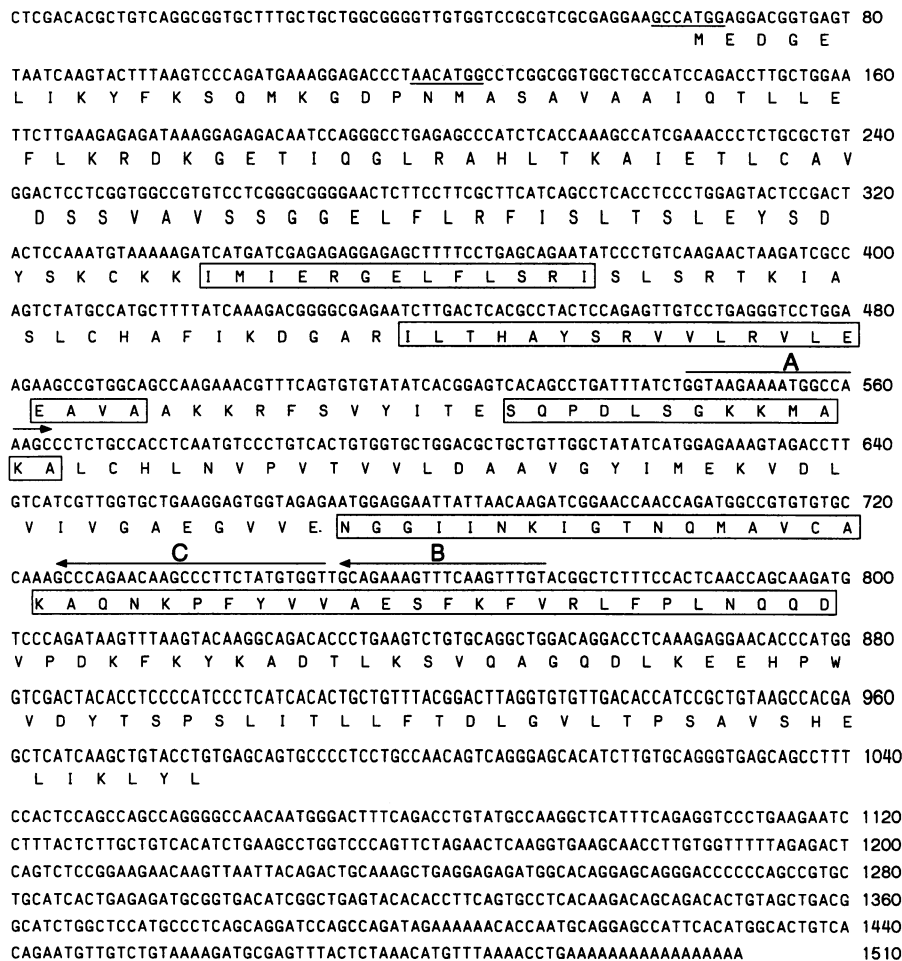 CTCGACACGCTGTCAGGCGGTGCTTTGCTGCTGGCGGGGTTGTGGTCCGCGTCGCGAGGAAGCCATGGAGGACGGTGAGT 80
M E D G E
TAATCAAGTACTTTAAGTCCCAGATGAAAGGAGACCCTAACATGGCCTCGGCGGTGGCTGCCATCCAGACCTTGCTGGAA 160
L I K Y F K S Q M K G D P N M A S A V A A I Q T L L E
TTCTTGAAGAGAGATAAAGGAGAGACAATCCAGGGCCTGAGAGCCCATCTCACCAAAGCCATCGAAACCCTCTGCGCTGT 240
F L K R D K G E T I Q G L R A H L T K A I E T L C A V
GGACTCCTCGGTGGCCGTGTCCTCGGGCGGGGAACTCTTCCTTCGCTTCATCAGCCTCACCTCCCTGGAGTACTCCGACT 320
D S S V A V S S G G E L F L R F I S L T S L E Y S D
ACTCCAAATGTAAAAAGATCATGATCGAGAGAGGAGAGCTTTTCCTGAGCAGAATATCCCTGTCAAGAACTAAGATCGCC 400
Y S K C K K I M I E R G E L F L S R I S L S R T K I A
AGTCTATGCCATGCTTTTATCAAAGACGGGGCGAGAATCTTGACTCACGCCTACTCCAGAGTTGTCCTGAGGGTCCTGGA 480
S L C H A F I K D G A R I L T H A Y S R V V L R V L E
A
AGAAGCCGTGGCAGCCAAGAAACGTTTCAGTGTGTATATCACGGAGTCACAGCCTGATTTATCTGGTAAGAAAATGGCCA 560
E A V A A K K R F S V Y I T E S Q P D L S G K K M A
AAGCCCTCTGCCACCTCAATGTCCCTGTCACTGTGGTGCTGGACGCTGCTGTTGGCTATATCATGGAGAAAGTAGACCTT 640
K A L C H L N V P V T V V L D A A V G Y I M E K V D L
GTCATCGTTGGTGCTGAAGGAGTGGTAGAGAATGGAGGAATTATTAACAAGATCGGAACCAACCAGATGGCCGTGTGTGC 720
V I V G A E G V V E. N G G I I N K I G T N Q M A V C A
C B
CAAAGCCCAGAACAAGCCCTTCTATGTGGTTGCAGAAAGTTTCAAGTTTGTACGGCTCTTTCCACTCAACCAGCAAGATG 800
K A Q N K P F Y V V A E S F K F V R L F P L N Q Q D
TCCCAGATAAGTTTAAGTACAAGGCAGACACCCTGAAGTCTGTGCAGGCTGGACAGGACCTCAAAGAGGAACACCCATGG 880
V P D K F K Y K A D T L K S V Q A G Q D L K E E H P W
GTCGACTACACCTCCCCATCCCTCATCACACTGCTGTTTACGGACTTAGGTGTGTTGACACCATCCGCTGTAAGCCACGA 960
V D Y T S P S L I T L L F T D L G V L T P S A V S H E
GCTCATCAAGCTGTACCTGTGAGCAGTGCCCCTCCTGCCAACAGTCAGGGAGCACATCTTGTGCAGGGTGAGCAGCCTTT 1040
L I K L Y L
CCACTCCAGCCAGCCAGGGGCCAACAATGGGACTTTCAGACCTGTATGCCAAGGCTCATTTCAGAGGTCCCTGAAGAATC 1120
CTTTACTCTTGCTGTCACATCTGAAGCCTGGTCCCAGTTCTAGAACTCAAGGTGAAGCAACCTTGTGGTTTTTAGAGACT 1200
CAGTCTCCGGAAGAACAAGTTAATTACAGACTGCAAAGCTGAGGAGAGATGGCACAGGAGCAGGGACCCCCCAGCCGTGC 1280
TGCATCACTGAGAGATGCGGTGACATCGGCTGAGTACACACCTTCAGTGCCTCACAAGACAGCAGACACTGTAGCTGACG 1360
GCATCTGGCTCCATGCCCTCAGCAGGATCCAGCCAGATAGAAAAAACACCAATGCAGGAGCCATTCACATGGCACTGTCA 1440
CAGAATGTTGTCTGTAAAAGATGCGAGTTTACTCTAAACATGTTTAAAACCTGAAAAAAAAAAAAAAAAA 1510